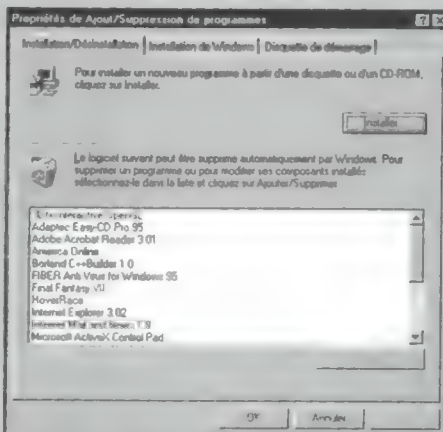 Propriétés de Ajout/Suppression de programmes
Installation/Désinstallation | Installation de Windows | Disquette de démarrage
Pour installer un nouveau programme à partir d'une disquette ou d'un CD-ROM,
cliquez sur Installer.
Installer
Le logiciel suivant peut être supprimé automatiquement par Windows. Pour
supprimer un programme ou pour modifier ses composants installés
sélectionnez-le dans la liste et cliquez sur Ajouter/Supprimer
Adaptec Easy-CD Pro 95
Adobe Acrobat Reader 3.01
America Online
Borland C++Builder 1.0
FIBER Anti Virus for Windows 95
Final Fantasy VII
HoverRace
Internet Explorer 3.02
Internet Mail and News
Microsoft ActiveX Control Pad
OK
Annuler